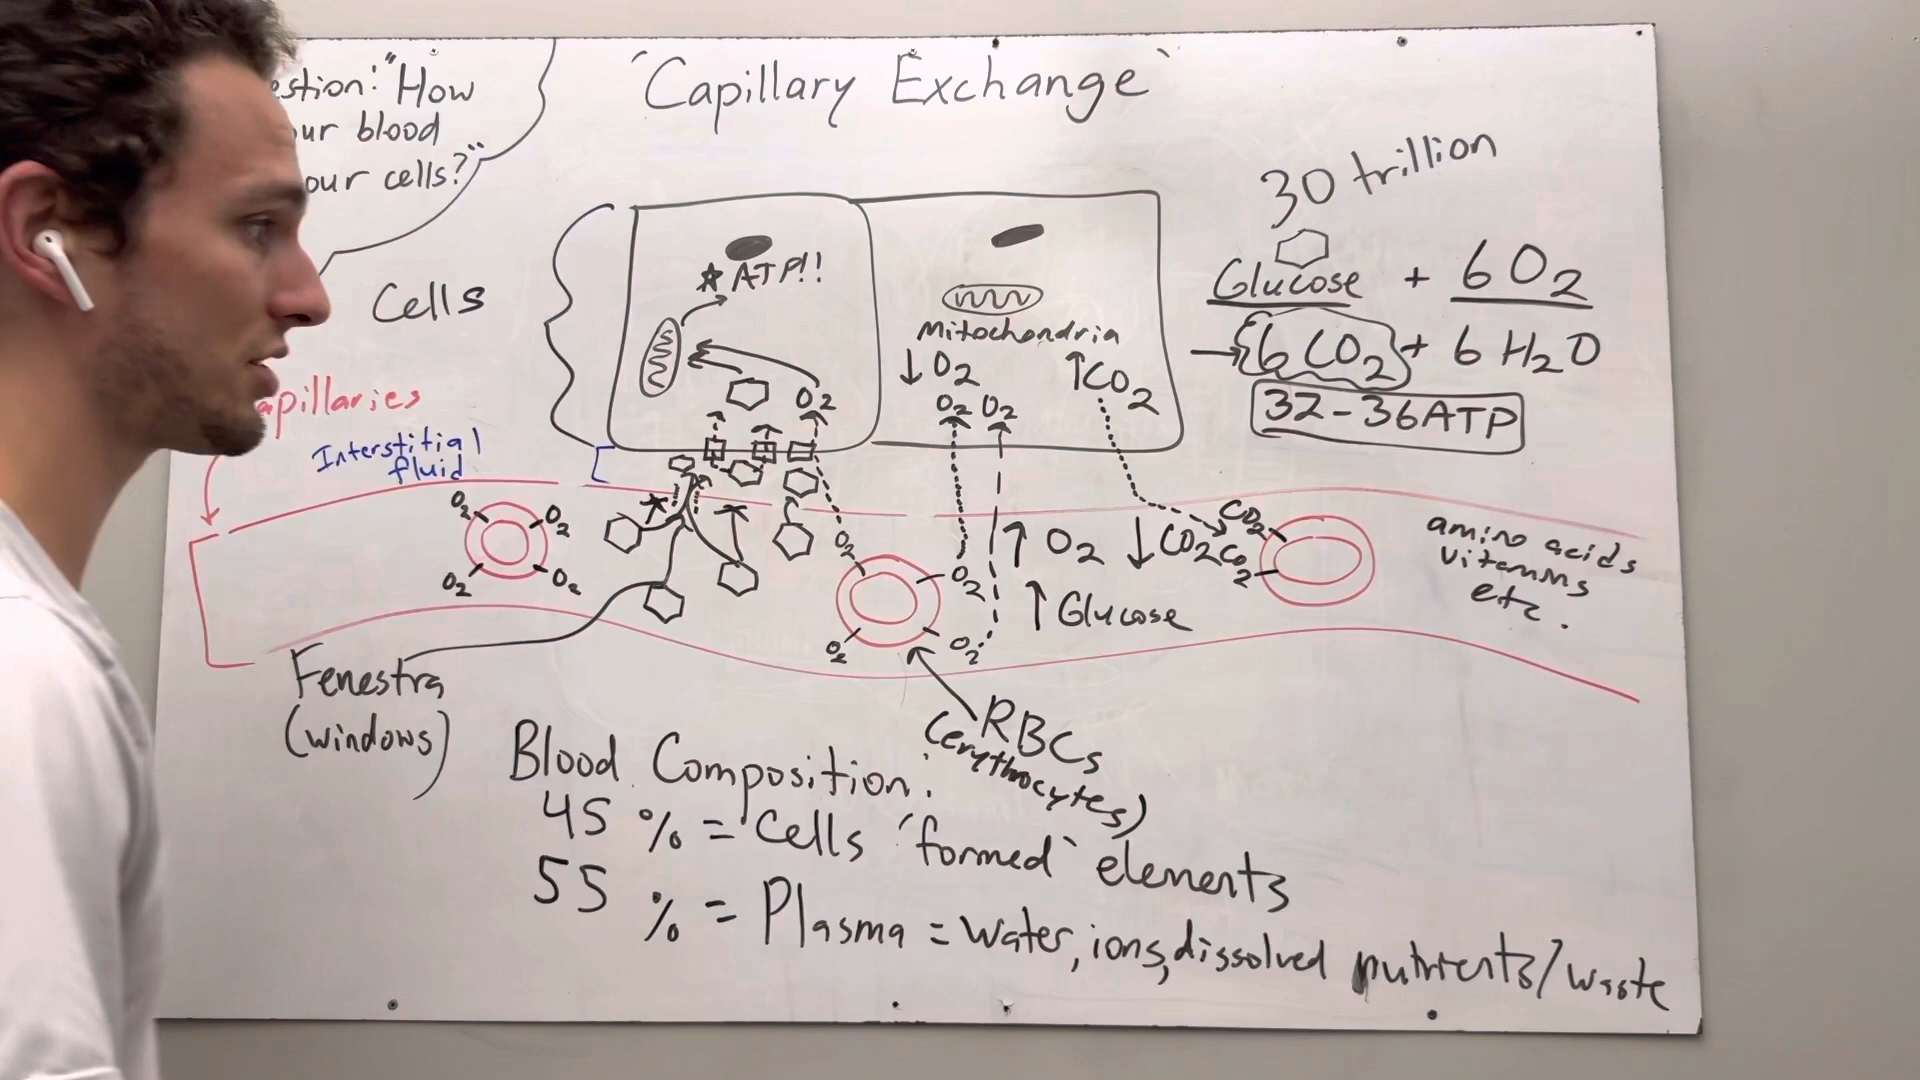 estion: "How
ur blood
our cells?"
'Capillary Exchange'
30 trillion
Glucose + 6O2
→ 6CO2 + 6H2O
32-36 ATP
Cells
ATP!!
Mitochondria
↓ O2
↑ CO2
O2
O2 O2
apillaries
Interstitial
fluid
O2
O2
O2
O2
O2
O2
O2
O2
↑ O2
↓ CO2
↑ Glucose
CO2
CO2
amino acids
vitamins
etc.
Fenestra
(windows)
RBCs
(erythrocytes)
Blood Composition:
45 % = Cells 'formed' elements
55 % = Plasma = Water, ions, dissolved nutrients/waste